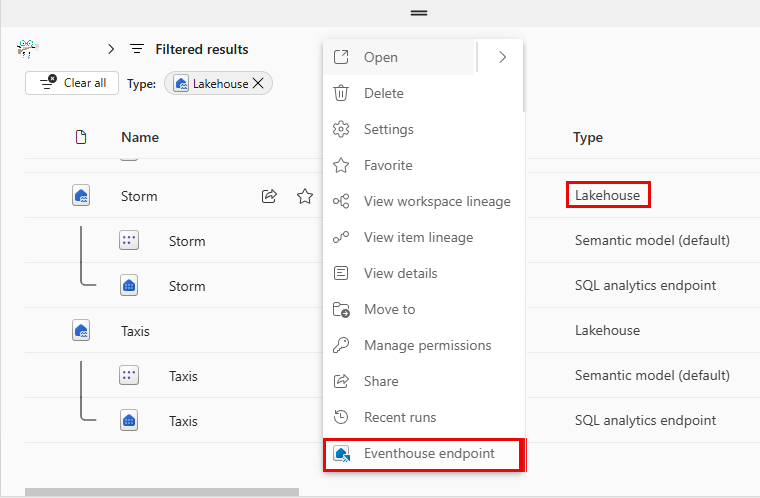 Filtered results
Clear all Type: Lakehouse
Name Type
Storm Lakehouse
Storm Semantic model (default)
Storm SQL analytics endpoint
Taxis Lakehouse
Taxis Semantic model (default)
Taxis SQL analytics endpoint
Open
Delete
Settings
Favorite
View workspace lineage
View item lineage
View details
Move to
Manage permissions
Share
Recent runs
Eventhouse endpoint